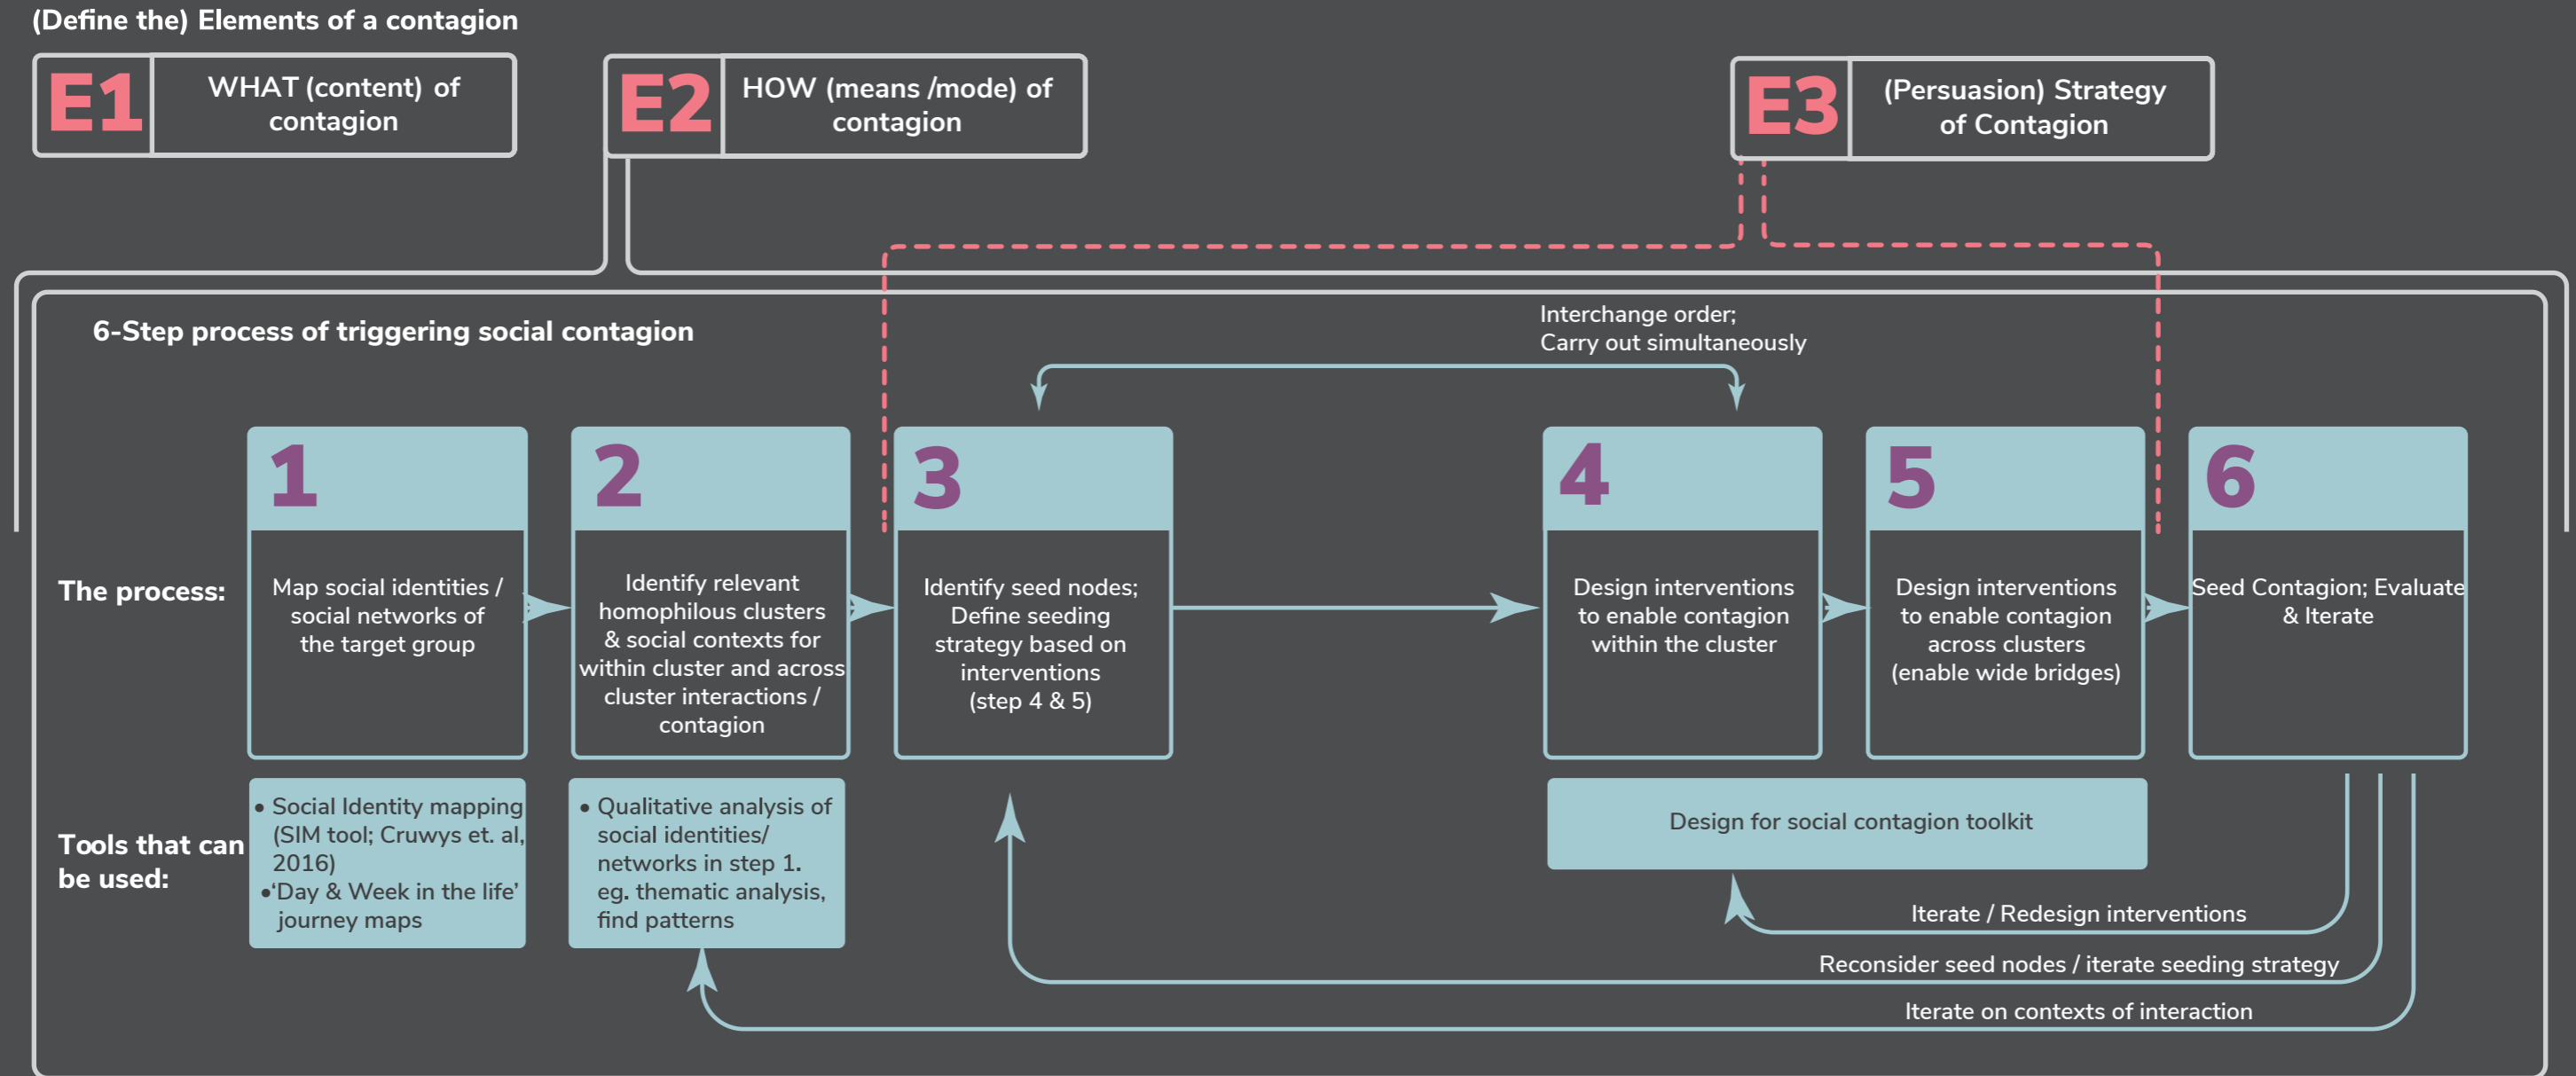 (Define the) Elements of a contagion
E1
WHAT (content) of
contagion
E2
HOW (means /mode) of
contagion
E3
(Persuasion) Strategy
of Contagion
6-Step process of triggering social contagion
Interchange order;
Carry out simultaneously
The process:
1
Map social identities /
social networks of
the target group
2
Identify relevant
homophilous clusters
& social contexts for
within cluster and across
cluster interactions /
contagion
3
Identify seed nodes;
Define seeding
strategy based on
interventions
(step 4 & 5)
4
Design interventions
to enable contagion
within the cluster
5
Design interventions
to enable contagion
across clusters
(enable wide bridges)
6
Seed Contagion; Evaluate
& Iterate
Tools that can
be used:
• Social Identity mapping
(SIM tool; Cruwys et. al,
2016)
•‘Day & Week in the life’
journey maps
• Qualitative analysis of
social identities/
networks in step 1.
eg. thematic analysis,
find patterns
Design for social contagion toolkit
Iterate / Redesign interventions
Reconsider seed nodes / iterate seeding strategy
Iterate on contexts of interaction